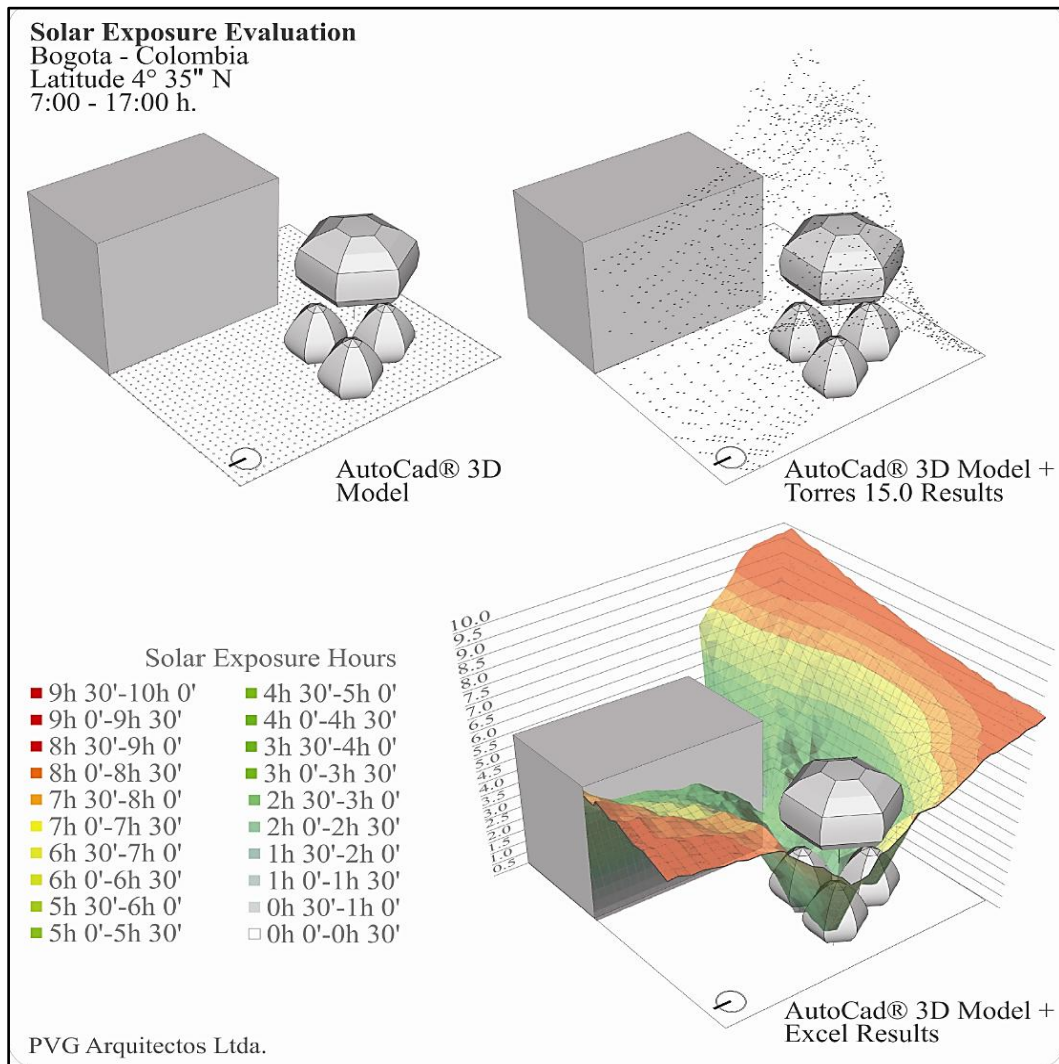 Solar Exposure Evaluation
Bogota - Colombia
Latitude 4° 35" N
7:00 - 17:00 h.
AutoCad® 3D
Model
AutoCad® 3D Model +
Torres 15.0 Results
Solar Exposure Hours
9h 30'-10h 0'
9h 0'-9h 30'
8h 30'-9h 0'
8h 0'-8h 30'
7h 30'-8h 0'
7h 0'-7h 30'
6h 30'-7h 0'
6h 0'-6h 30'
5h 30'-6h 0'
5h 0'-5h 30'
4h 30'-5h 0'
4h 0'-4h 30'
3h 30'-4h 0'
3h 0'-3h 30'
2h 30'-3h 0'
2h 0'-2h 30'
1h 30'-2h 0'
1h 0'-1h 30'
0h 30'-1h 0'
0h 0'-0h 30'
10.0
9.5
9.0
8.5
8.0
7.5
7.0
6.5
6.0
5.5
5.0
4.5
4.0
3.5
3.0
2.5
2.0
1.5
1.0
0.5
AutoCad® 3D Model +
Excel Results
PVG Arquitectos Ltda.